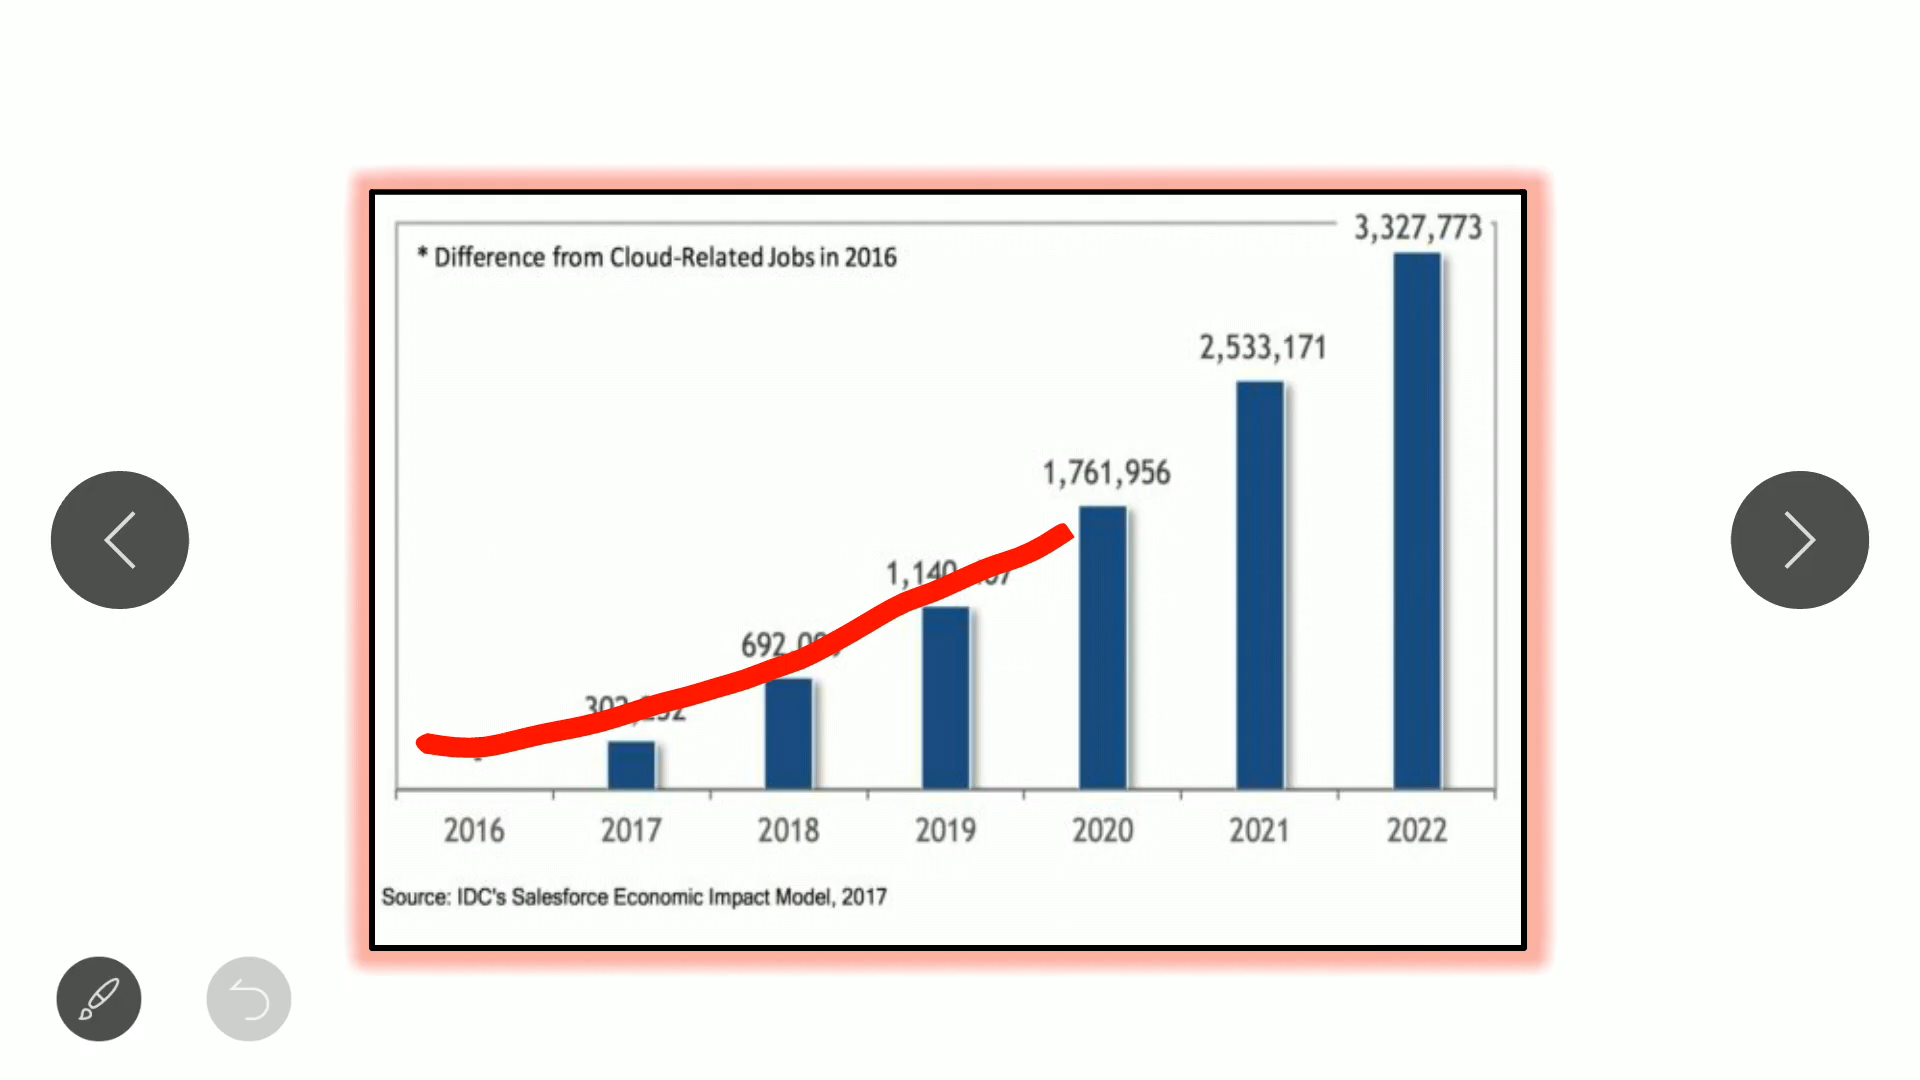 3,327,773
* Difference from Cloud-Related Jobs in 2016
2,533,171
1,761,956
2016 2017 2018 2019 2020 2021 2022
Source: IDC's Salesforce Economic Impact Model, 2017